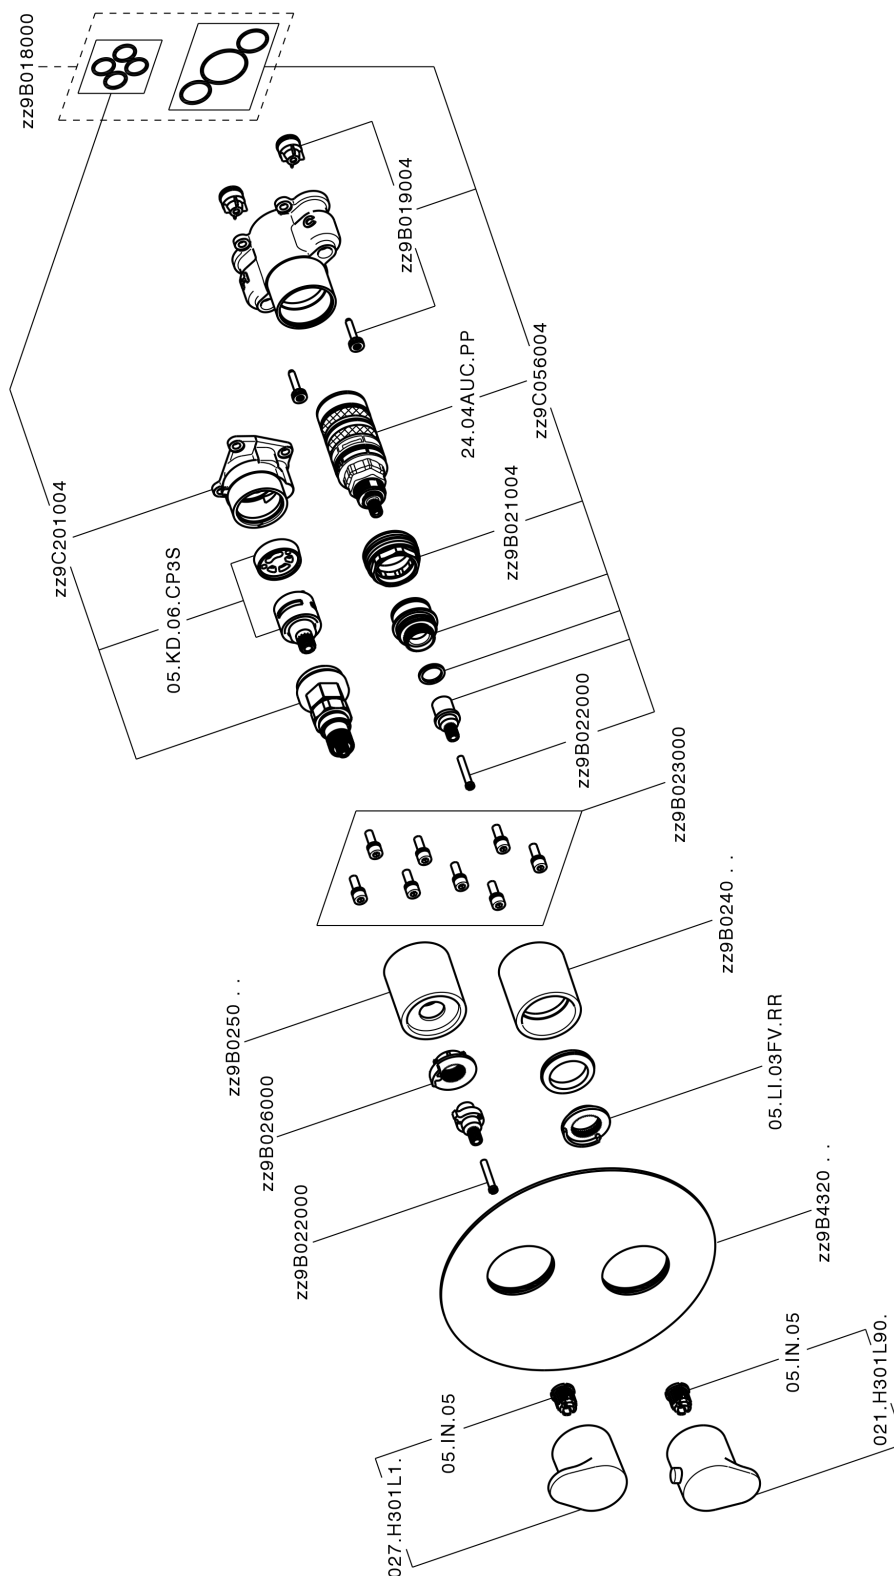 zz9B018000
zz9B019004
24.04AUC.PP
zz9C056004
zz9C201004
zz9B021004
05.KD.06.CP3S
zz9B022000
zz9B023000
zz9B0240 . .
zz9B0250 . .
05.LI.03FV.RR
zz9B026000
zz9B022000
zz9B4320 . .
05.IN.05
021.H301L90.
05.IN.05
027.H301L1.